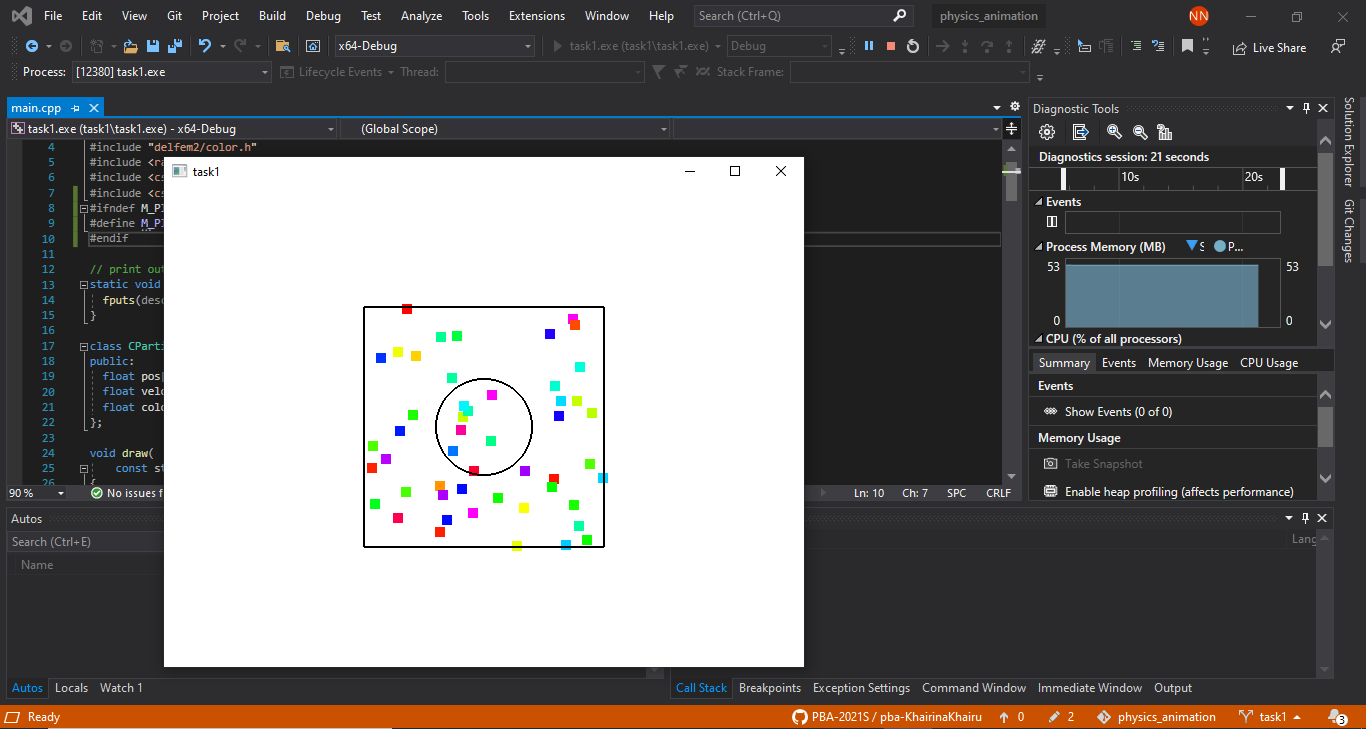 File Edit View Git Project Build Debug Test Analyze Tools Extensions Window Help Search (Ctrl+Q) physics_animation NN
x64-Debug task1.exe (task1\task1.exe) Debug Live Share
Process: [12380] task1.exe Lifecycle Events Thread: Stack Frame:
main.cpp
task1.exe (task1\task1.exe) - x64-Debug (Global Scope)
4 #include "delfem2/color.h"
5 #include <ra
6 #include <cs
7 #include <cs
8 #ifndef M_PI
9 #define M_PI
10 #endif
11
12 // print out
13 static void
14 fputs(desc
15 }
16
17 class CParti
18 public:
19 float pos[
20 float velo
21 float colo
22 };
23
24 void draw(
25 const st
26 {
90 % No issues f Ln: 10 Ch: 7 SPC CRLF
task1
Diagnostic Tools
Diagnostics session: 21 seconds
10s 20s
Events
Process Memory (MB) S P...
53 53
0 0
CPU (% of all processors)
Summary Events Memory Usage CPU Usage
Events
Show Events (0 of 0)
Memory Usage
Take Snapshot
Enable heap profiling (affects performance)
Solution Explorer
Git Changes
Autos
Search (Ctrl+E)
Name
Lang
Autos Locals Watch 1
Call Stack Breakpoints Exception Settings Command Window Immediate Window Output
Ready PBA-2021S / pba-KhairinaKhairu 0 2 physics_animation task1 3